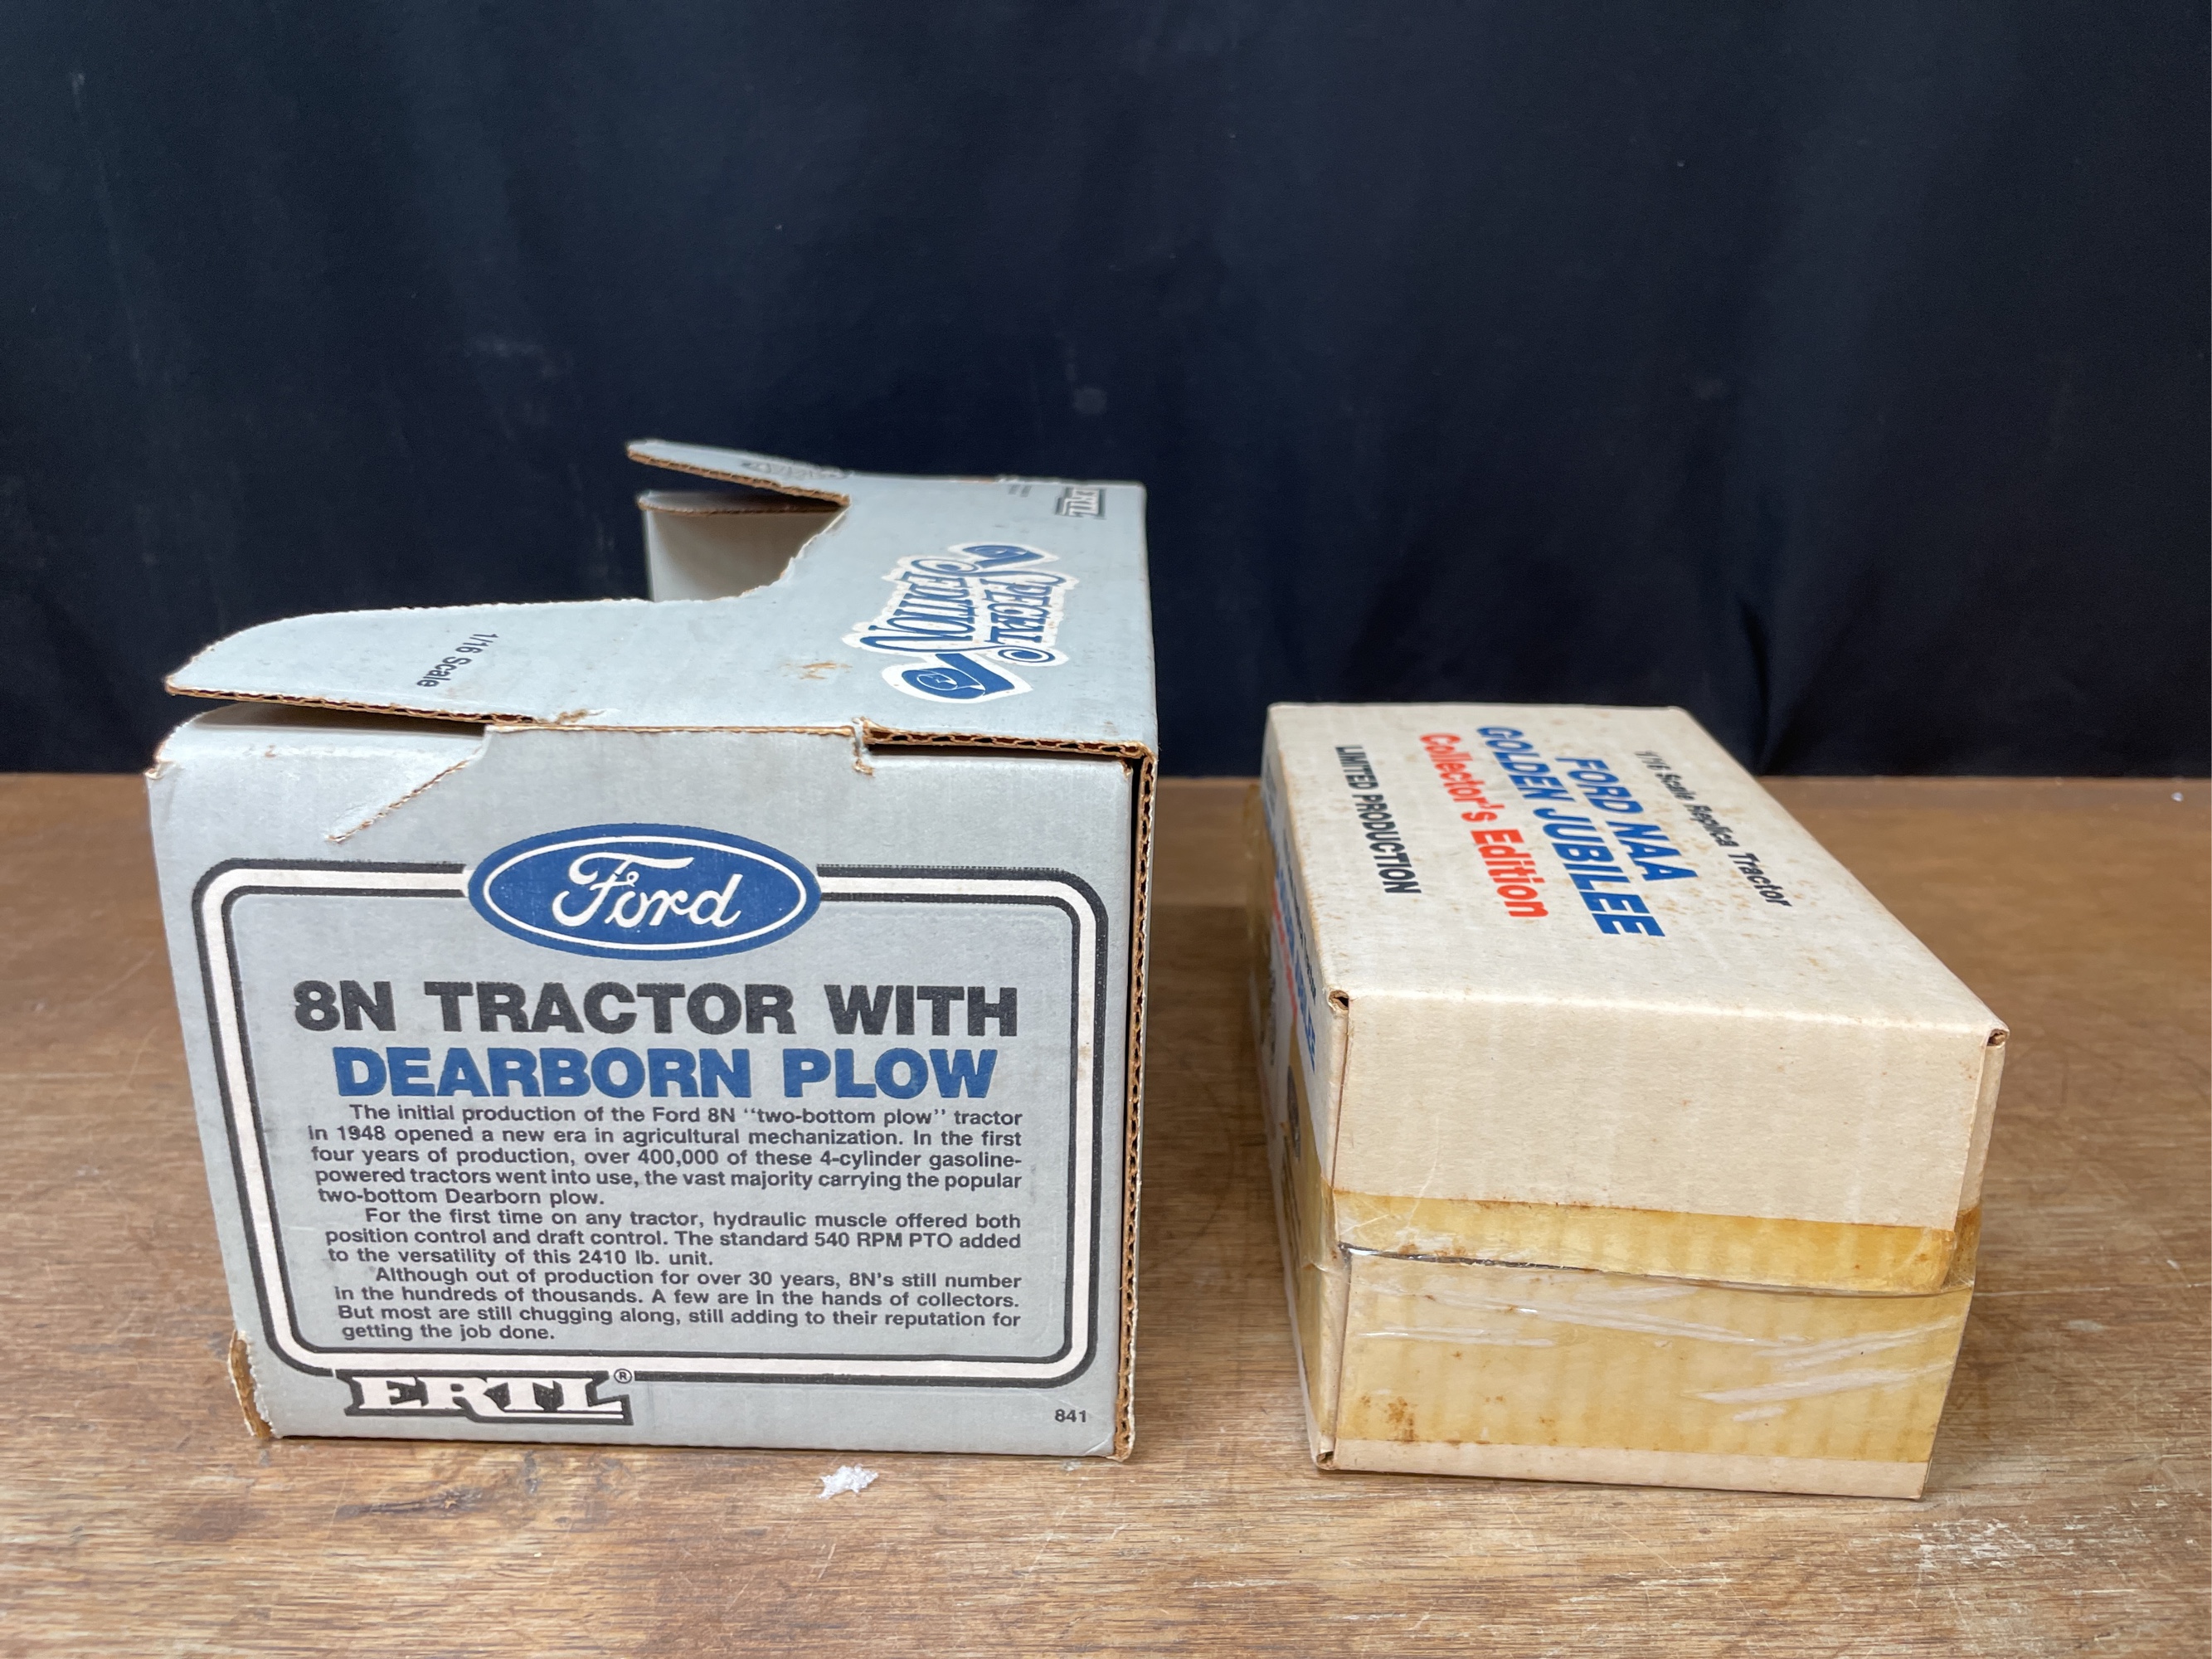 ERTL
SPECIAL
EDITION
1/16 Scale
Ford
8N TRACTOR WITH
DEARBORN PLOW
The initial production of the Ford 8N "two-bottom plow" tractor
in 1948 opened a new era in agricultural mechanization. In the first
four years of production, over 400,000 of these 4-cylinder gasoline-
powered tractors went into use, the vast majority carrying the popular
two-bottom Dearborn plow.
For the first time on any tractor, hydraulic muscle offered both
position control and draft control. The standard 540 RPM PTO added
to the versatility of this 2410 lb. unit.
Although out of production for over 30 years, 8N's still number
in the hundreds of thousands. A few are in the hands of collectors.
But most are still chugging along, still adding to their reputation for
getting the job done.
ERTL®
841
1/16 Scale Replica Tractor
FORD NAA
GOLDEN JUBILEE
Collector's Edition
LIMITED PRODUCTION